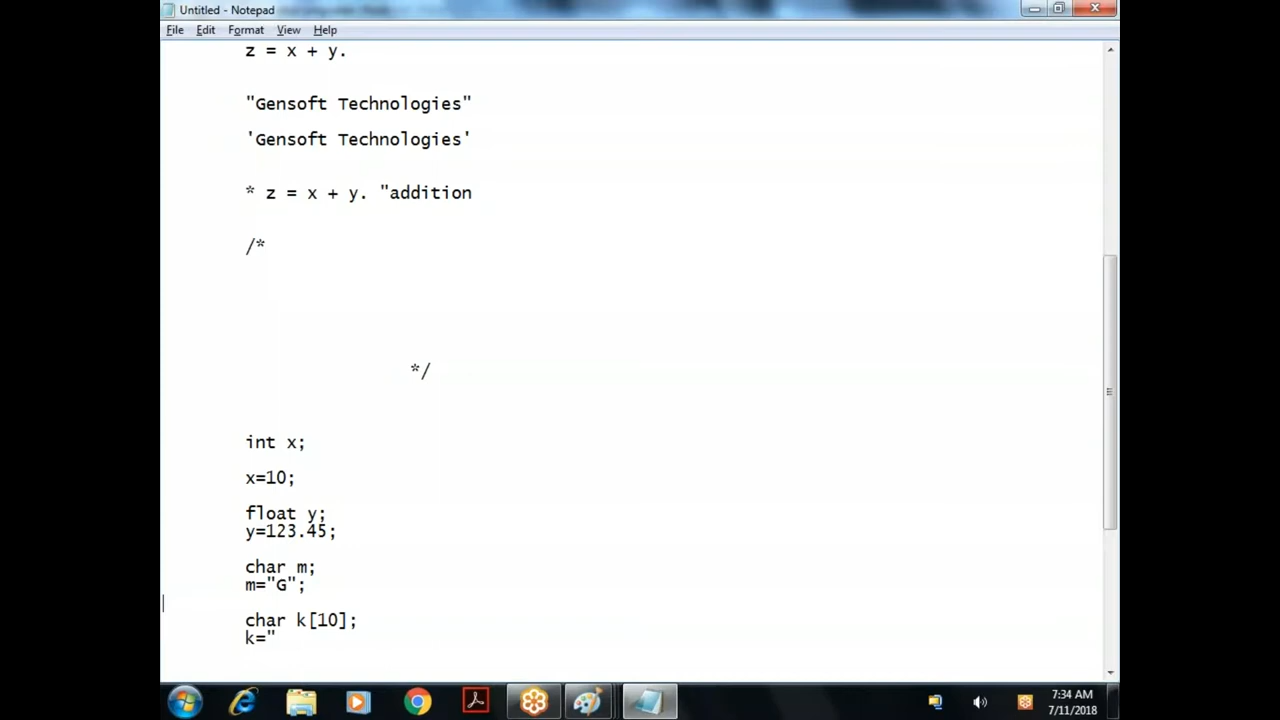 Untitled - Notepad
File Edit Format View Help
z = x + y.
"Gensoft Technologies"
'Gensoft Technologies'
* z = x + y. "addition
/*
*/
int x;
x=10;
float y;
y=123.45;
char m;
m="G";
char k[10];
k="
7:34 AM
7/11/2018